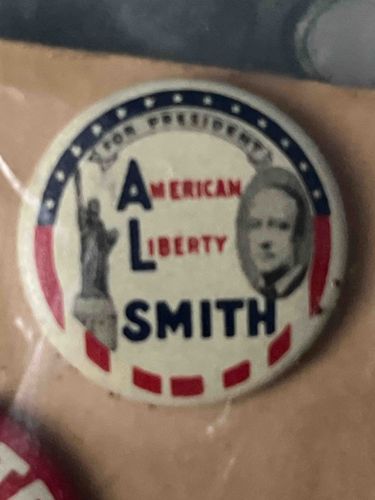 FOR PRESIDENT
AMERICAN
LIBERTY
SMITH